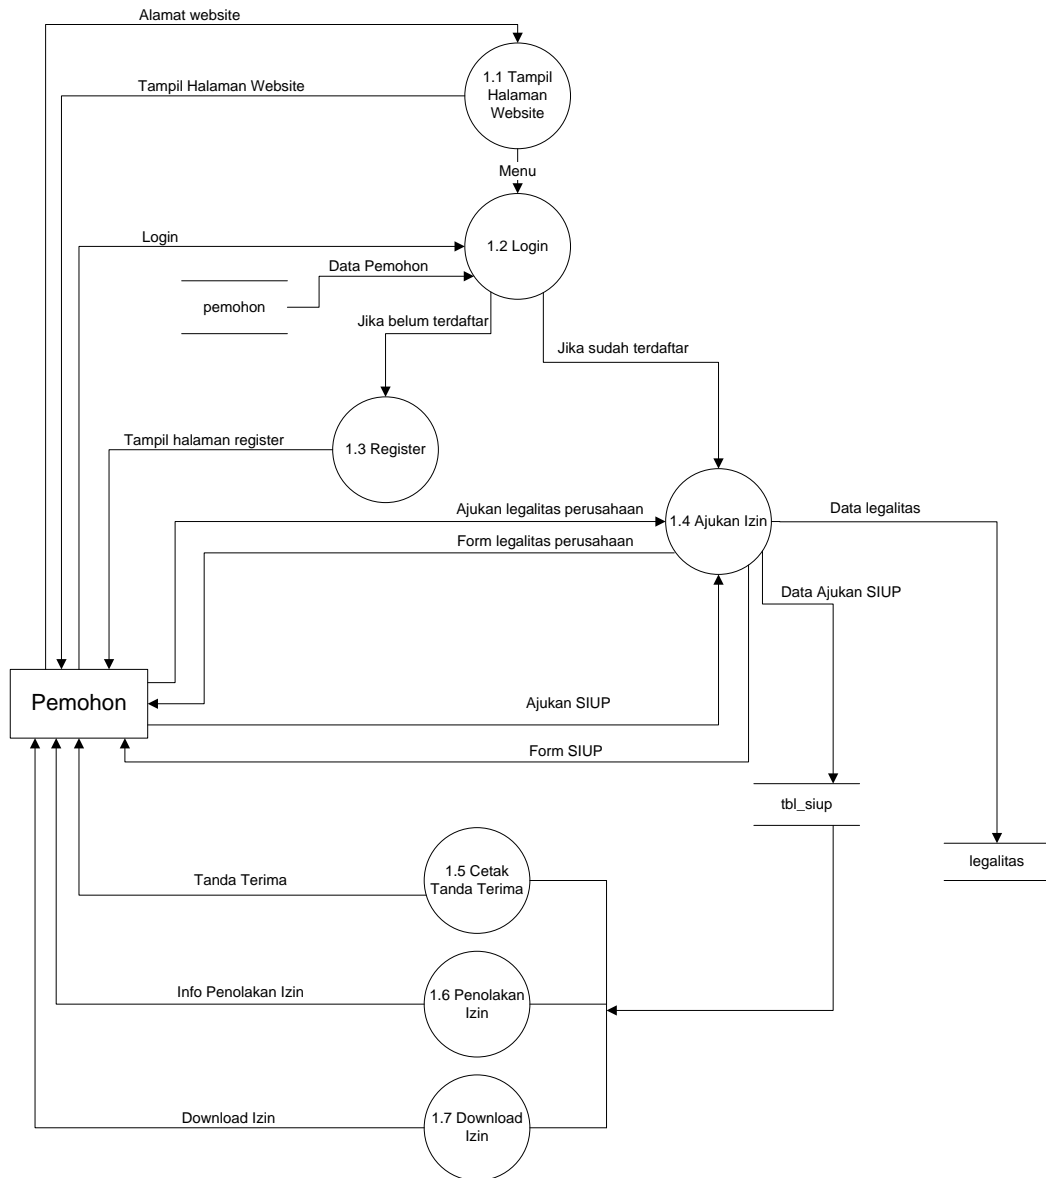 Alamat website
1.1 Tampil
Halaman
Website
Tampil Halaman Website
Menu
Login
1.2 Login
Data Pemohon
pemohon
Jika belum terdaftar
Jika sudah terdaftar
Tampil halaman register
1.3 Register
Ajukan legalitas perusahaan
1.4 Ajukan Izin
Data legalitas
Form legalitas perusahaan
Data Ajukan SIUP
Pemohon
Ajukan SIUP
Form SIUP
tbl_siup
legalitas
1.5 Cetak
Tanda Terima
Tanda Terima
Info Penolakan Izin
1.6 Penolakan
Izin
Download Izin
1.7 Download
Izin